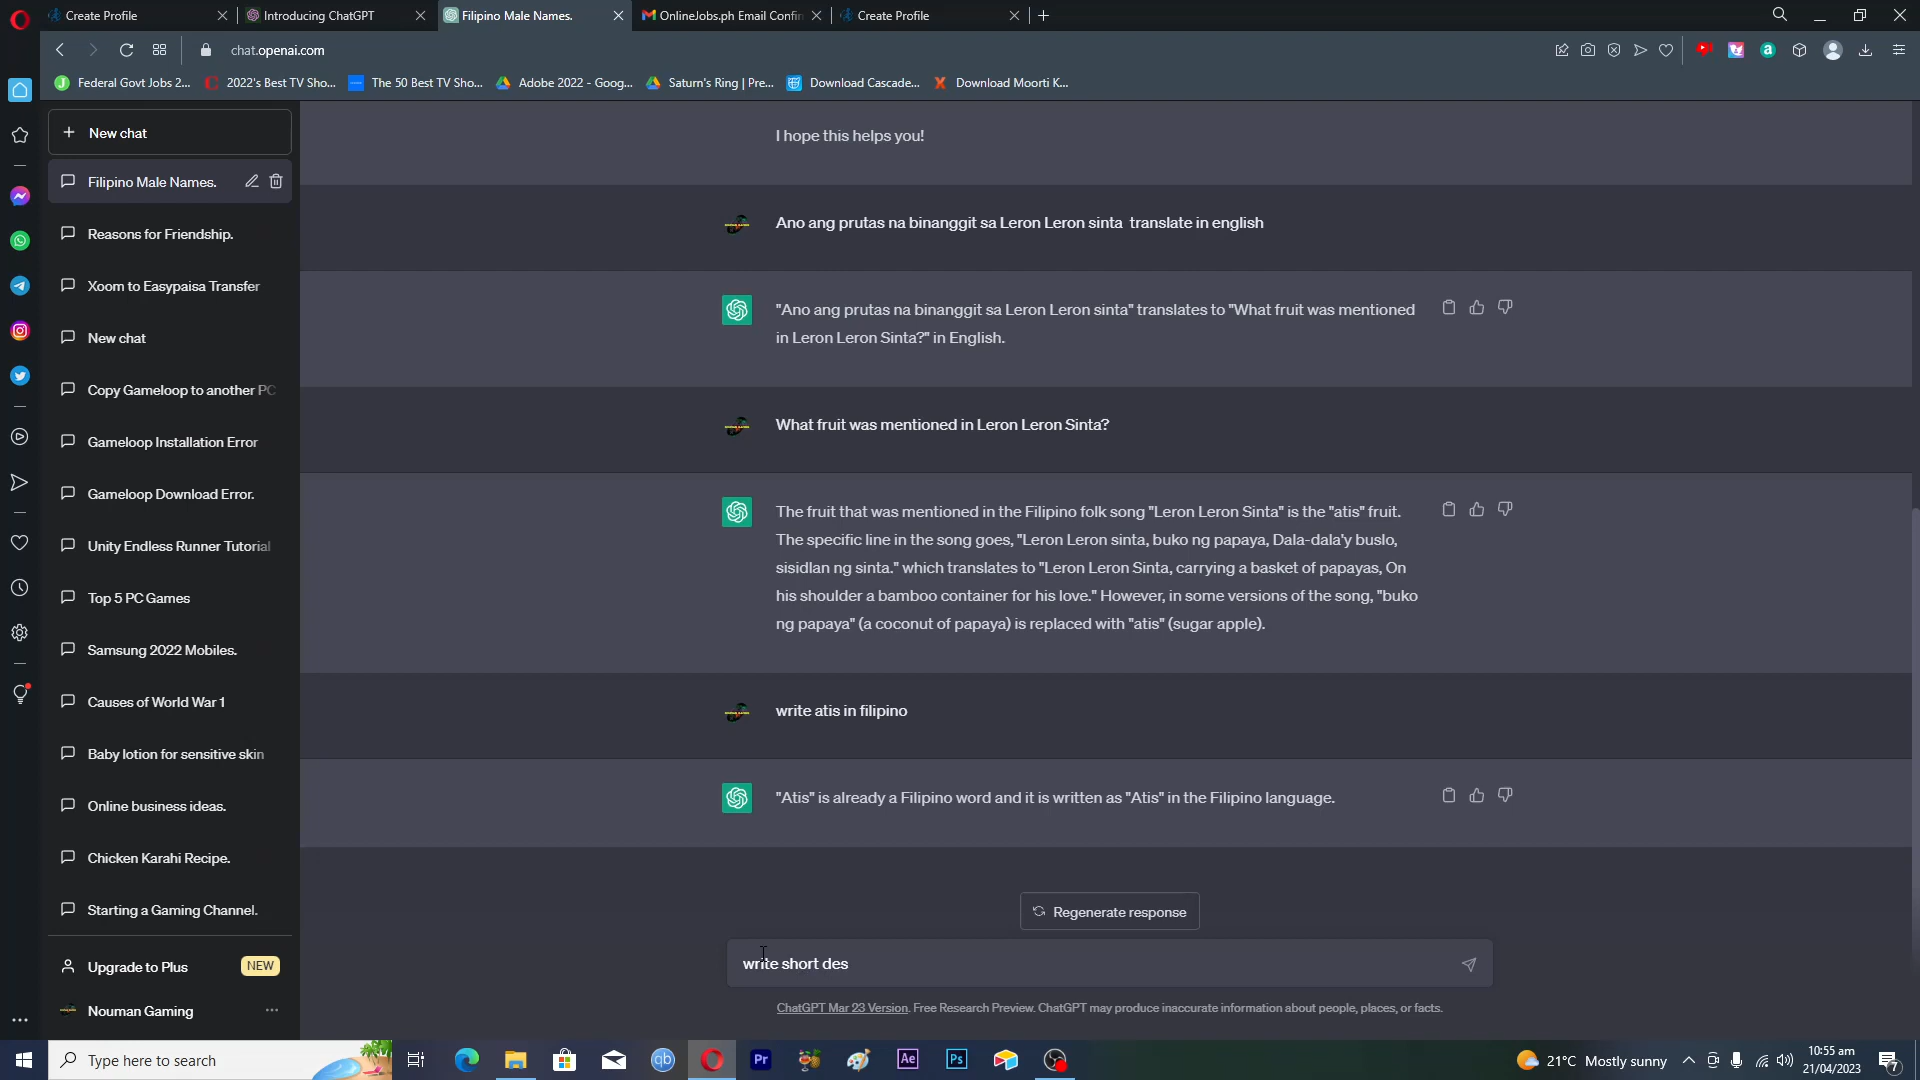 Create Profile
Introducing ChatGPT
Filipino Male Names.
OnlineJobs.ph Email Confir
Create Profile
chat.openai.com
Federal Govt Jobs 2...
2022's Best TV Sho...
The 50 Best TV Sho...
Adobe 2022 - Goog...
Saturn's Ring | Pre...
Download Cascade...
Download Moorti K...
New chat
Filipino Male Names.
Reasons for Friendship.
Xoom to Easypaisa Transfer
New chat
Copy Gameloop to another PC
Gameloop Installation Error
Gameloop Download Error.
Unity Endless Runner Tutorial
Top 5 PC Games
Samsung 2022 Mobiles.
Causes of World War 1
Baby lotion for sensitive skin
Online business ideas.
Chicken Karahi Recipe.
Starting a Gaming Channel.
Upgrade to Plus NEW
Nouman Gaming
I hope this helps you!
Ano ang prutas na binanggit sa Leron Leron sinta translate in english
"Ano ang prutas na binanggit sa Leron Leron sinta" translates to "What fruit was mentioned
in Leron Leron Sinta?" in English.
What fruit was mentioned in Leron Leron Sinta?
The fruit that was mentioned in the Filipino folk song "Leron Leron Sinta" is the "atis" fruit.
The specific line in the song goes, "Leron Leron sinta, buko ng papaya, Dala-dala'y buslo,
sisidlan ng sinta." which translates to "Leron Leron Sinta, carrying a basket of papayas, On
his shoulder a bamboo container for his love." However, in some versions of the song, "buko
ng papaya" (a coconut of papaya) is replaced with "atis" (sugar apple).
write atis in filipino
"Atis" is already a Filipino word and it is written as "Atis" in the Filipino language.
Regenerate response
write short des
ChatGPT Mar 23 Version. Free Research Preview. ChatGPT may produce inaccurate information about people, places, or facts.
Type here to search
qb
Pr
Ae
Ps
21°C Mostly sunny
10:55 am
21/04/2023
7